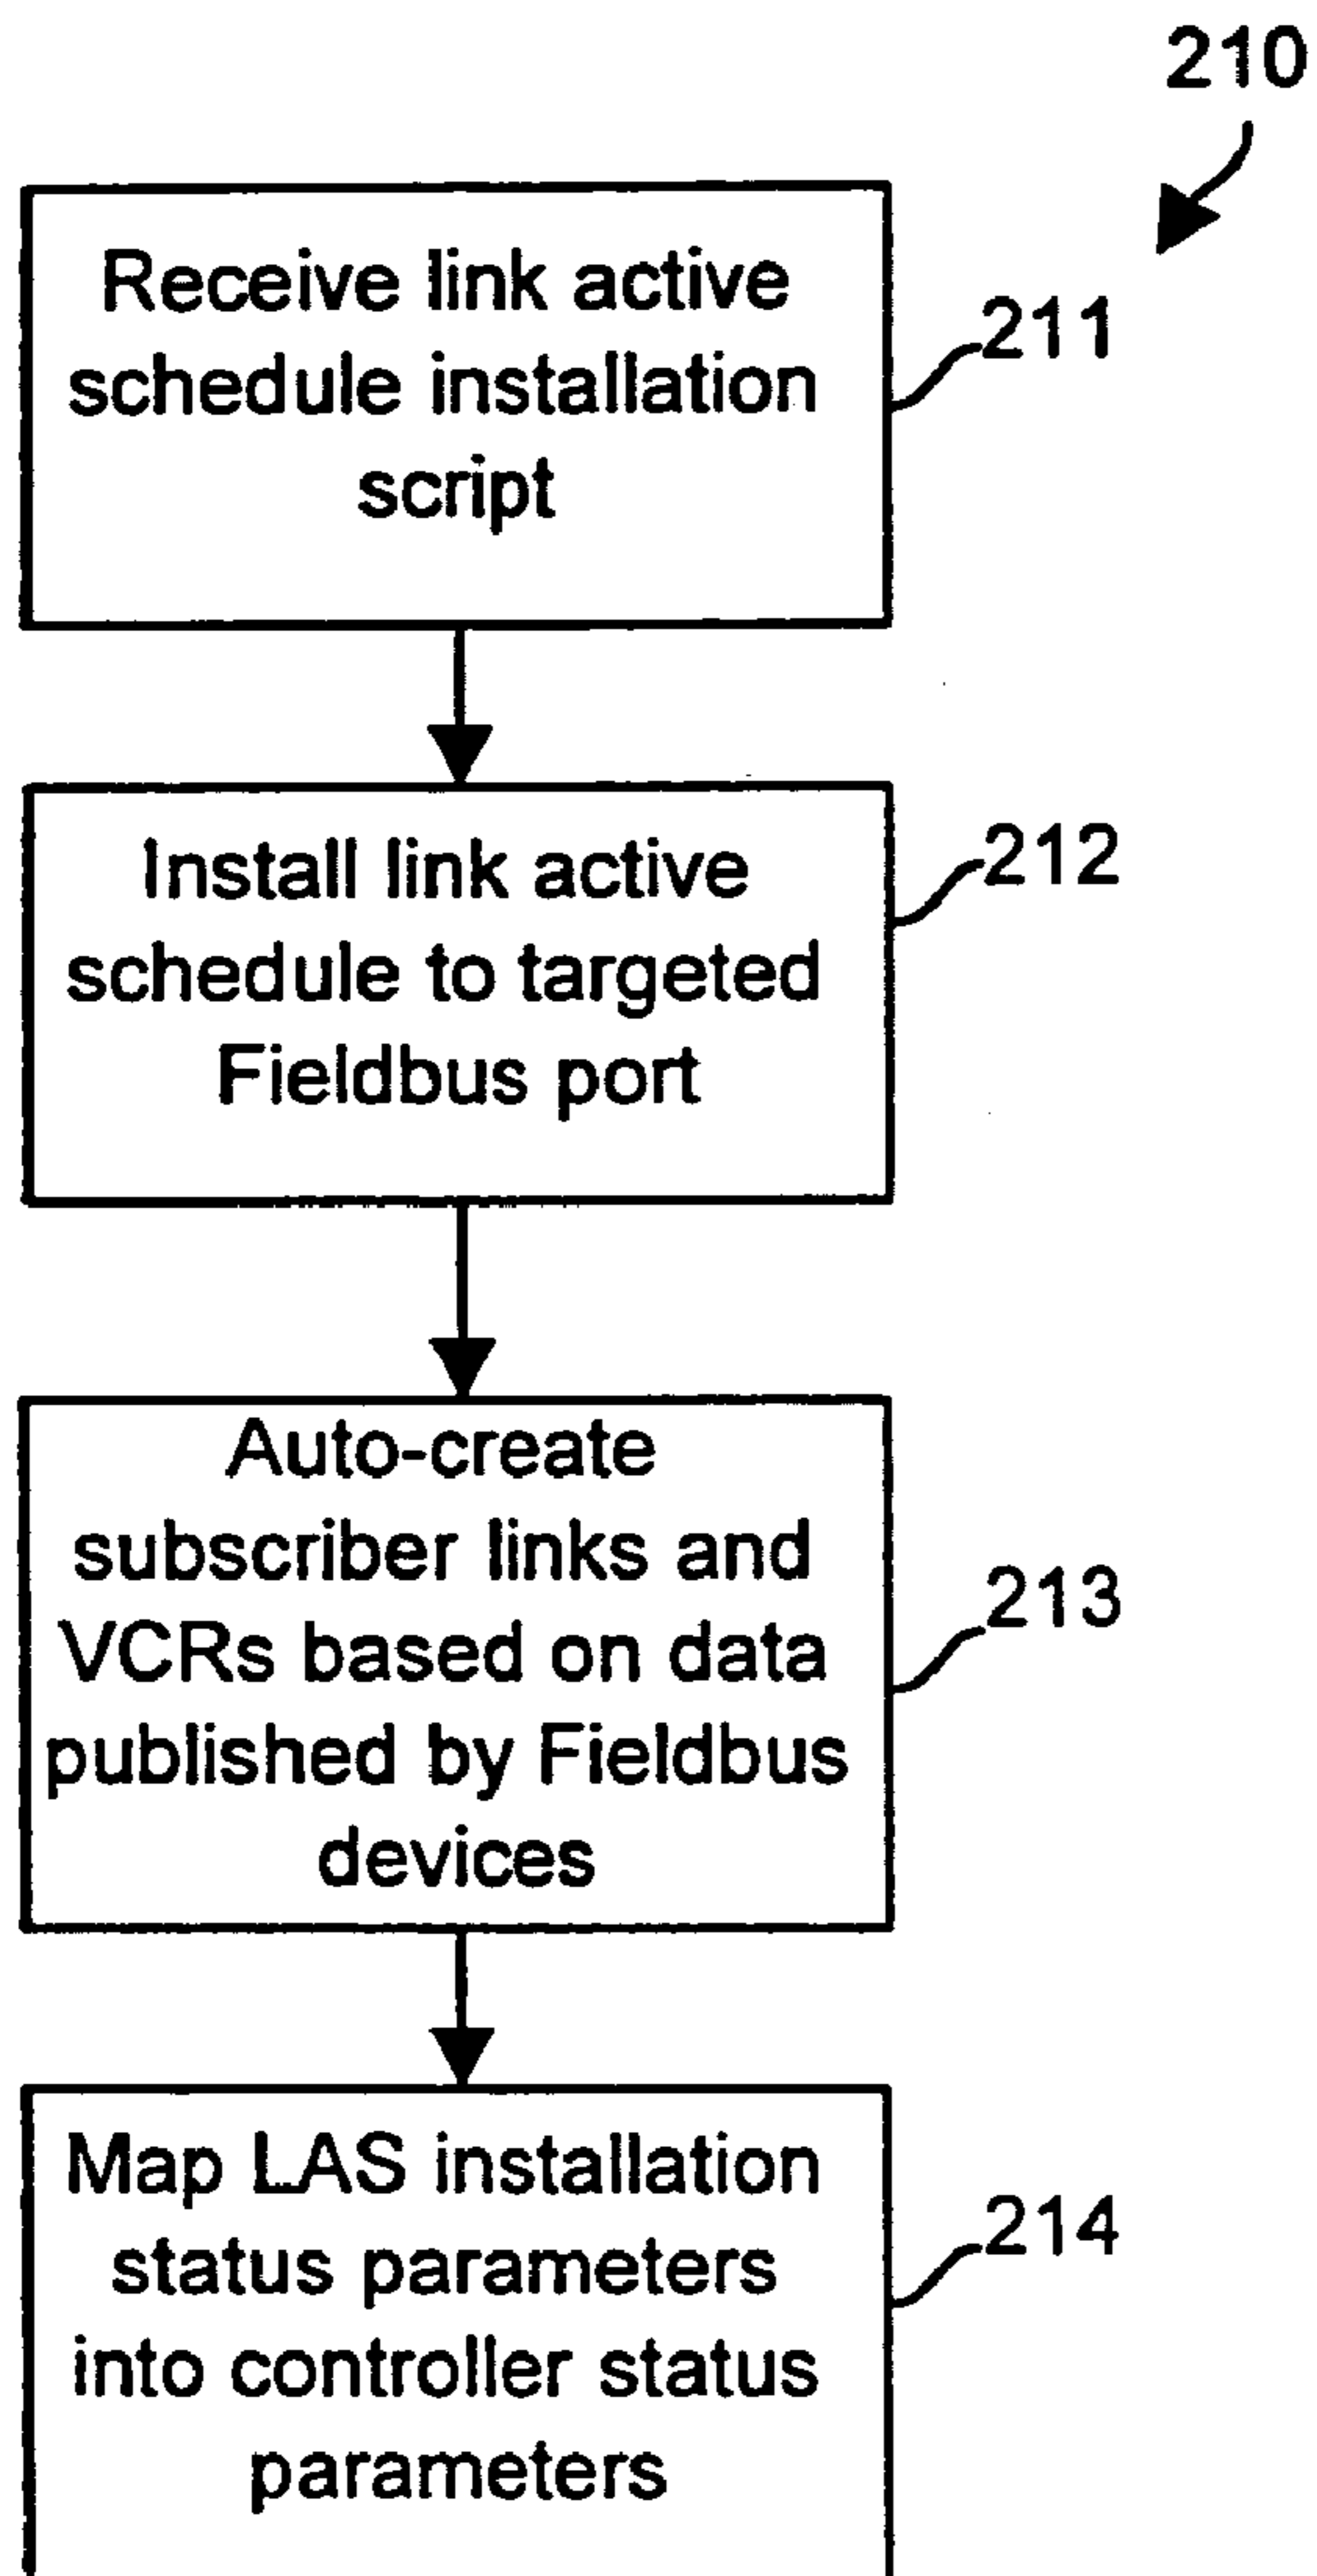 210
Receive link active
schedule installation
script
211
Install link active
schedule to targeted
Fieldbus port
212
Auto-create
subscriber links and
VCRs based on data
published by Fieldbus
devices
213
Map LAS installation
status parameters
into controller status
parameters
214